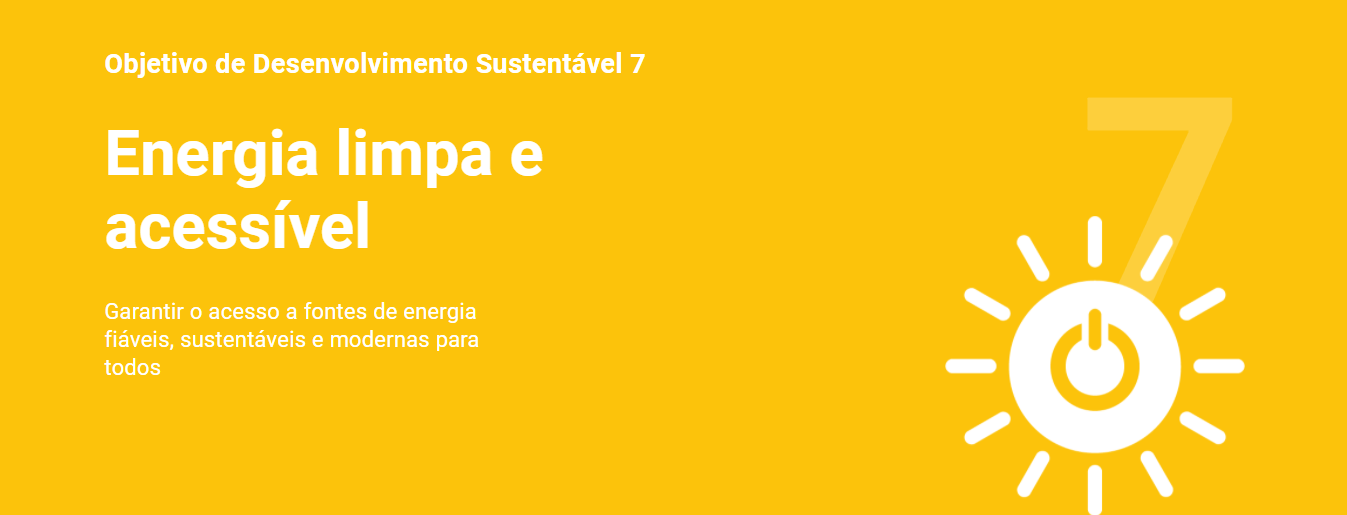 Objetivo de Desenvolvimento Sustentável 7
Energia limpa e
acessível
Garantir o acesso a fontes de energia
fiáveis, sustentáveis e modernas para
todos
7